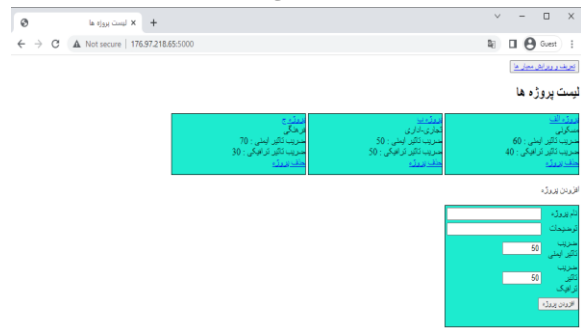 لیست پروژه ها
Guest
Not secure | 176.97.218.65:5000
تعریف و ویرایش معیار ها
لیست پروژه ها
پروژه الف
مسکونی
ضریب تاثیر ایمنی : 60
ضریب تاثیر ترافیکی : 40
حذف پروژه
پروژه ب
تجاری-اداری
ضریب تاثیر ایمنی : 50
ضریب تاثیر ترافیکی : 50
حذف پروژه
پروژه ج
فرهنگی
ضریب تاثیر ایمنی : 70
ضریب تاثیر ترافیکی : 30
حذف پروژه
افزودن پروژه
نام پروژه
توضیحات
ضریب
تاثیر ایمنی
50
ضریب
تاثیر
ترافیک
50
افزودن پروژه